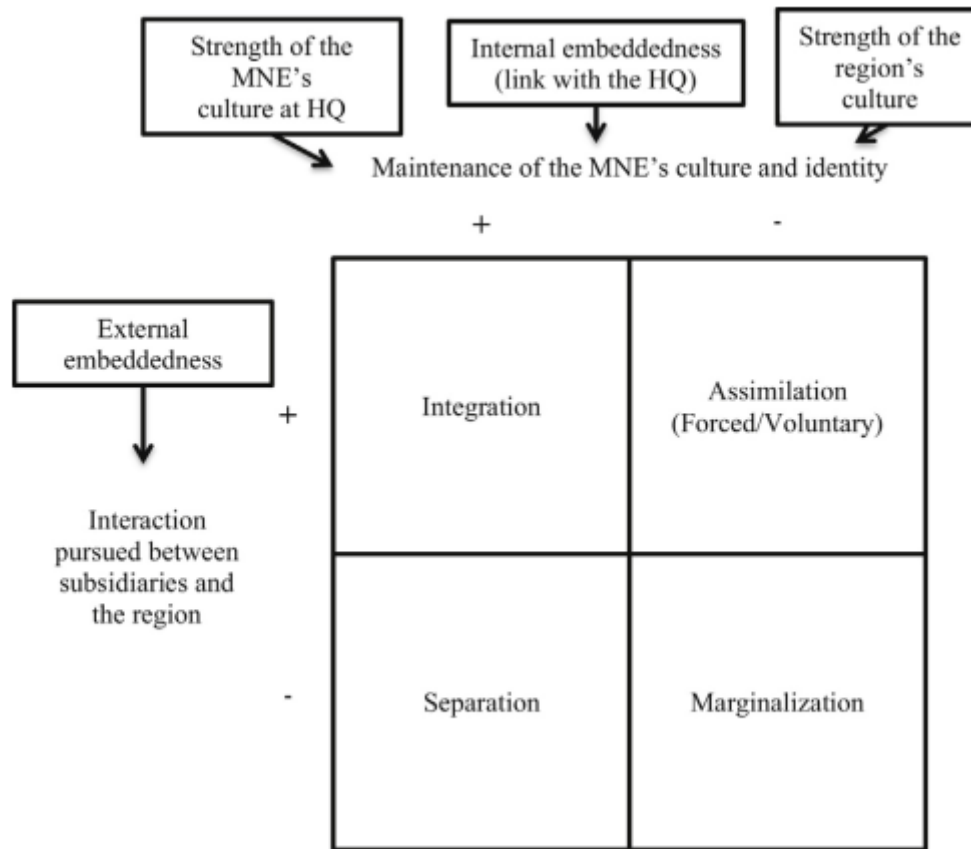 Strength of the
MNE's
culture at HQ
Internal embeddedness
(link with the HQ)
Strength of the
region's
culture
Maintenance of the MNE's culture and identity
+
-
External
embeddedness
+
Integration
Assimilation
(Forced/Voluntary)
Interaction
pursued between
subsidiaries and
the region
-
Separation
Marginalization